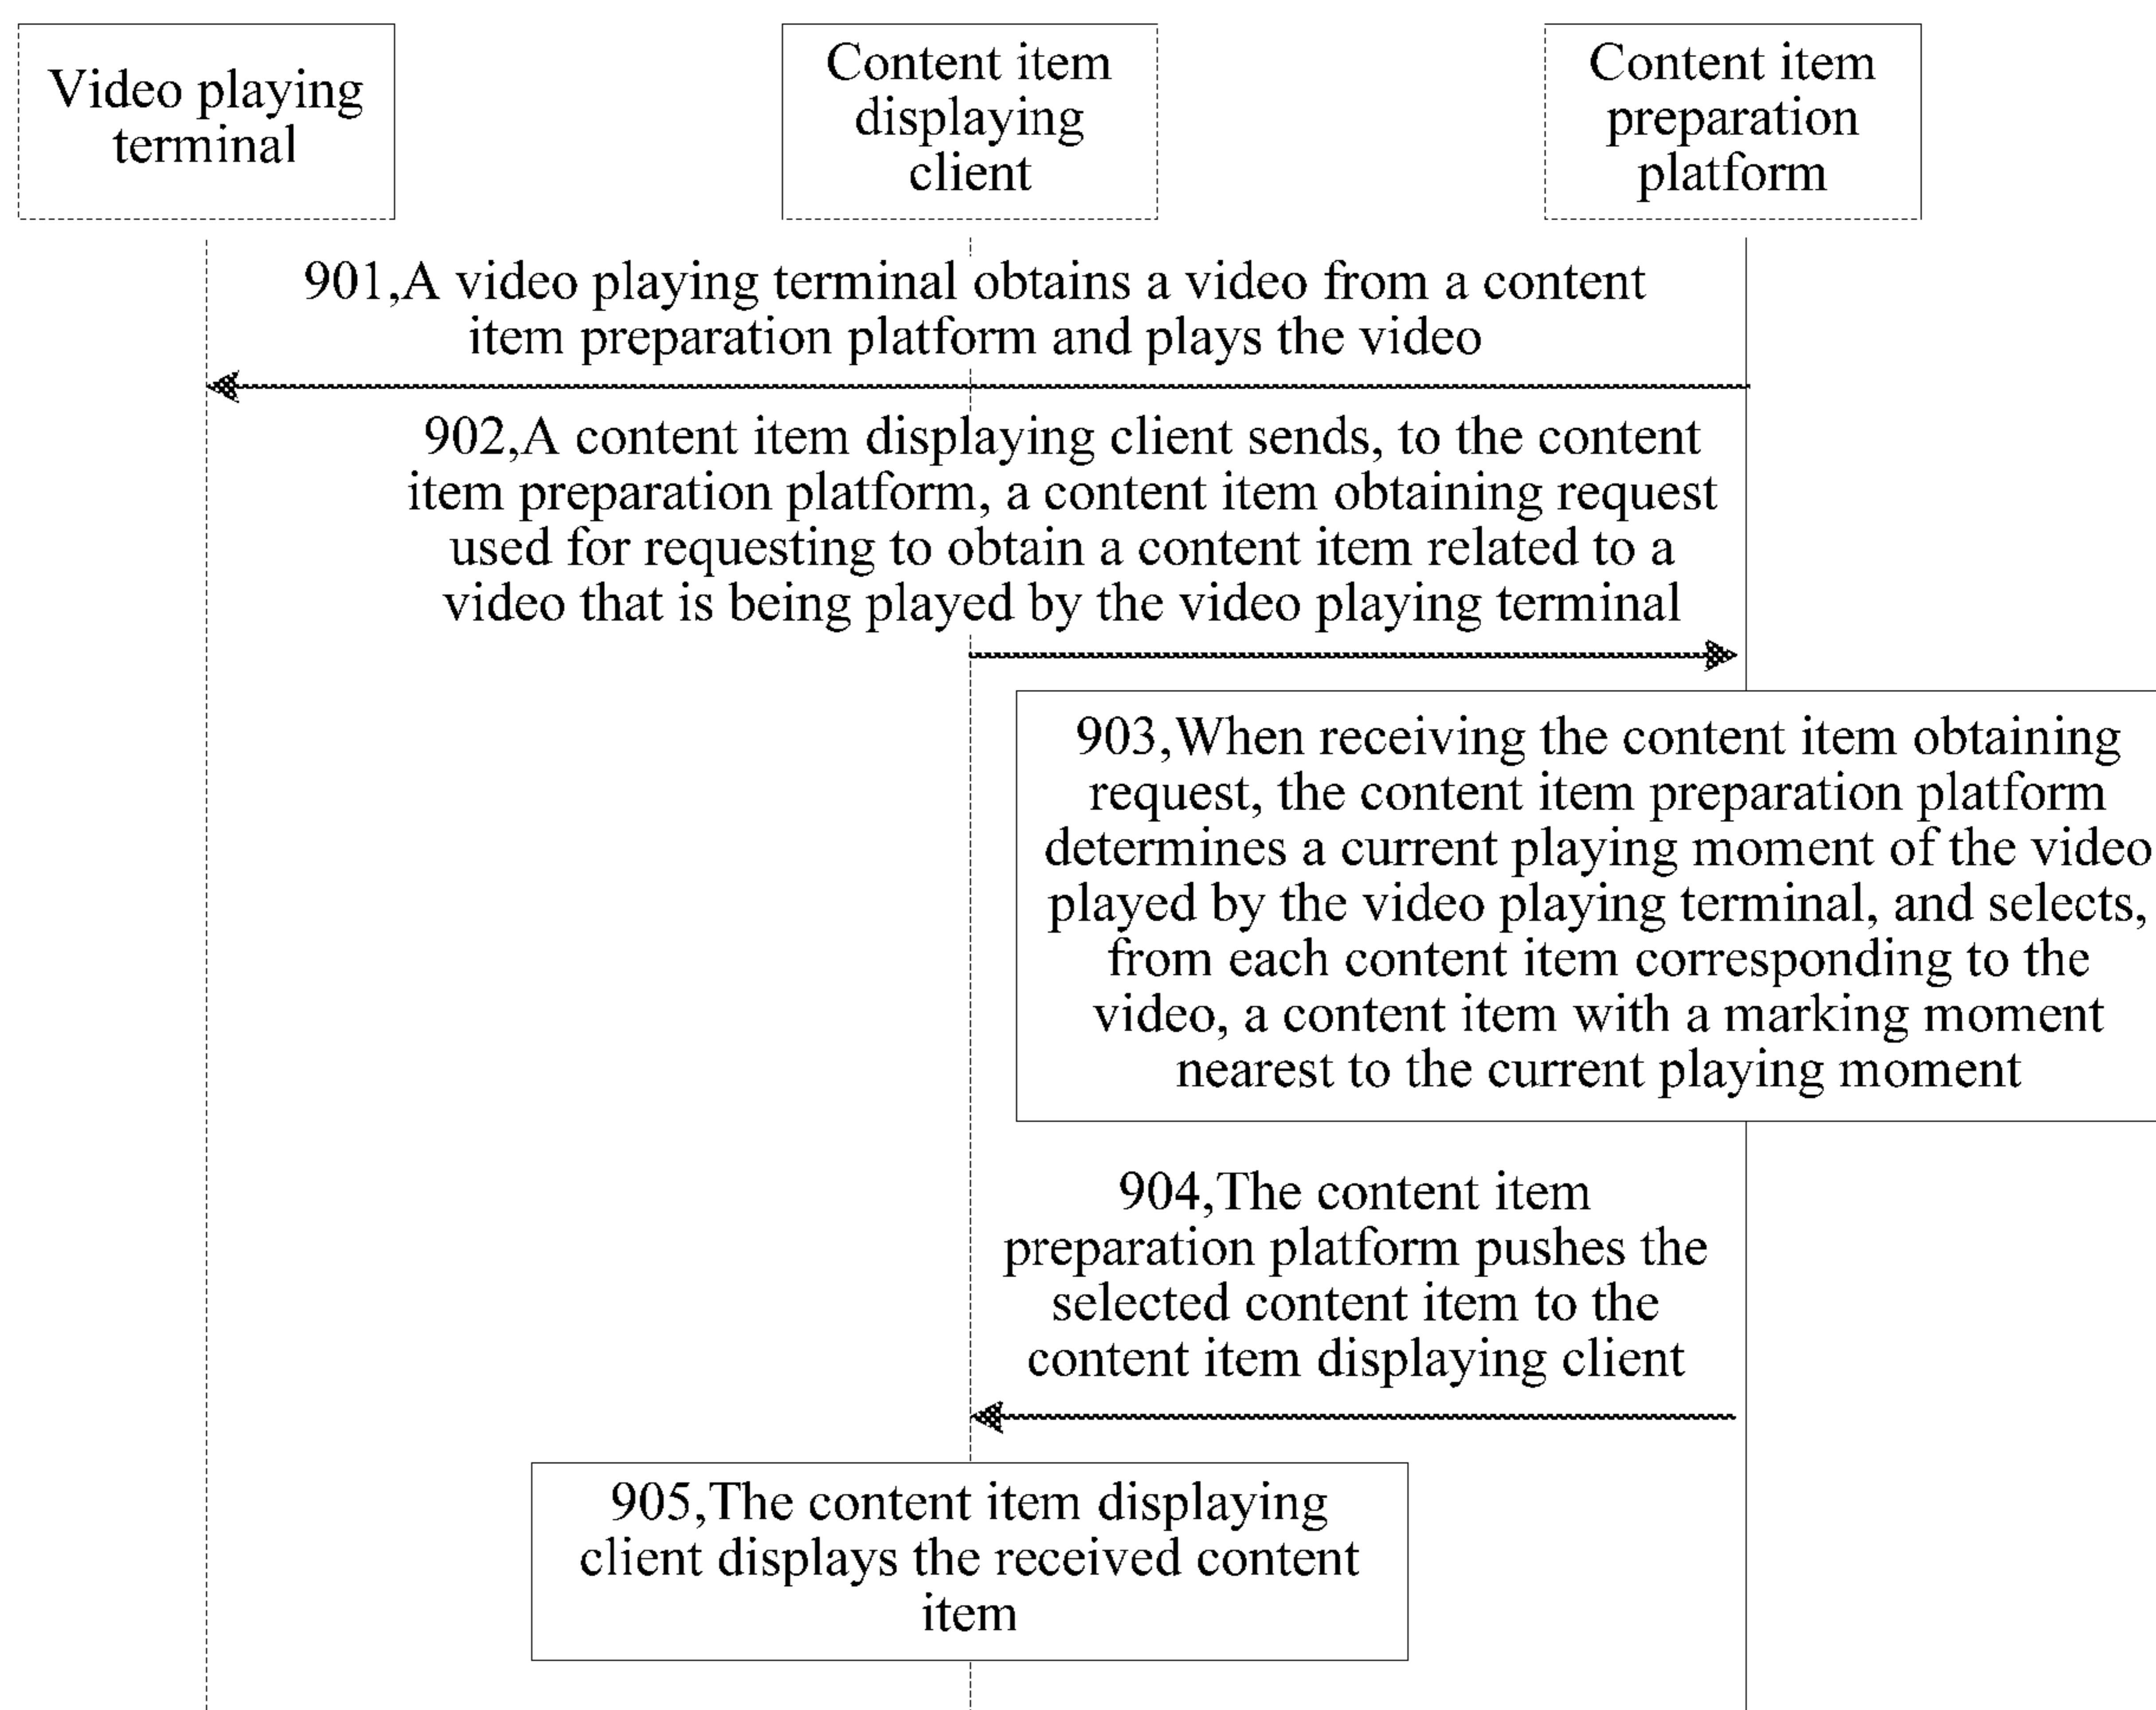 Video playing
terminal
Content item
displaying
client
Content item
preparation
platform
901,A video playing terminal obtains a video from a content
item preparation platform and plays the video
902,A content item displaying client sends, to the content
item preparation platform, a content item obtaining request
used for requesting to obtain a content item related to a
video that is being played by the video playing terminal
903,When receiving the content item obtaining
request, the content item preparation platform
determines a current playing moment of the video
played by the video playing terminal, and selects,
from each content item corresponding to the
video, a content item with a marking moment
nearest to the current playing moment
904,The content item
preparation platform pushes the
selected content item to the
content item displaying client
905,The content item displaying
client displays the received content
item